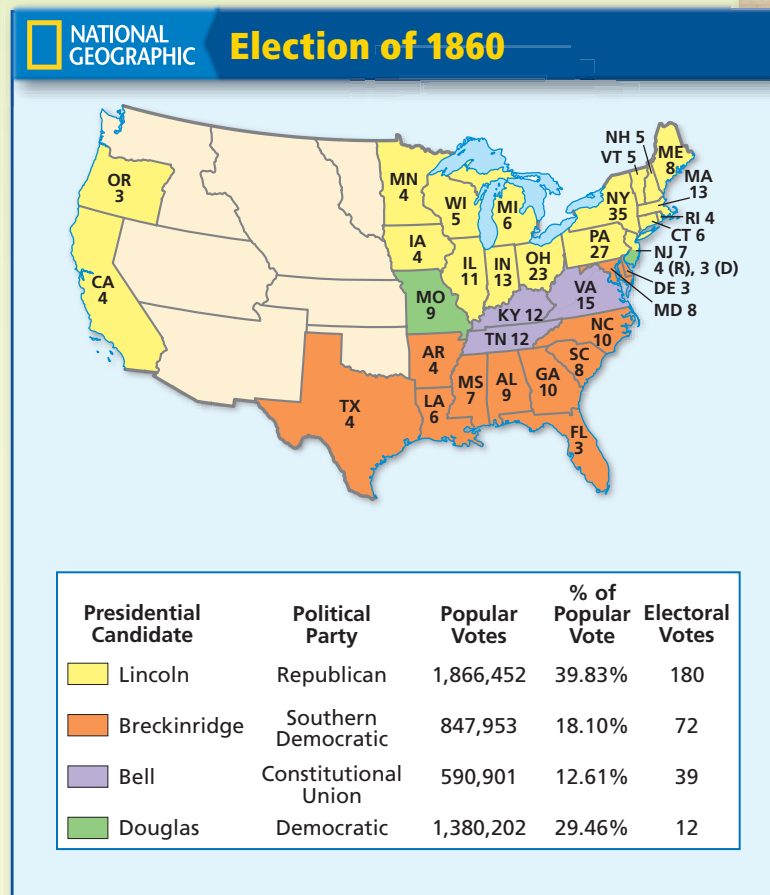 NATIONAL
GEOGRAPHIC
Election of 1860
NH 5
VT 5
ME
8
MA
13
OR
3
MN
4
WI
5
MI
6
NY
35
RI 4
CT 6
PA
27
NJ 7
4 (R), 3 (D)
IA
4
IL
11
IN
13
OH
23
DE 3
MD 8
CA
4
MO
9
KY 12
VA
15
TN 12
NC
10
AR
4
SC
8
MS
7
AL
9
GA
10
LA
6
TX
4
FL
3
Presidential Candidate Political Party Popular Votes % of Popular Vote Electoral Votes
Lincoln Republican 1,866,452 39.83% 180
Breckinridge Southern Democratic 847,953 18.10% 72
Bell Constitutional Union 590,901 12.61% 39
Douglas Democratic 1,380,202 29.46% 12